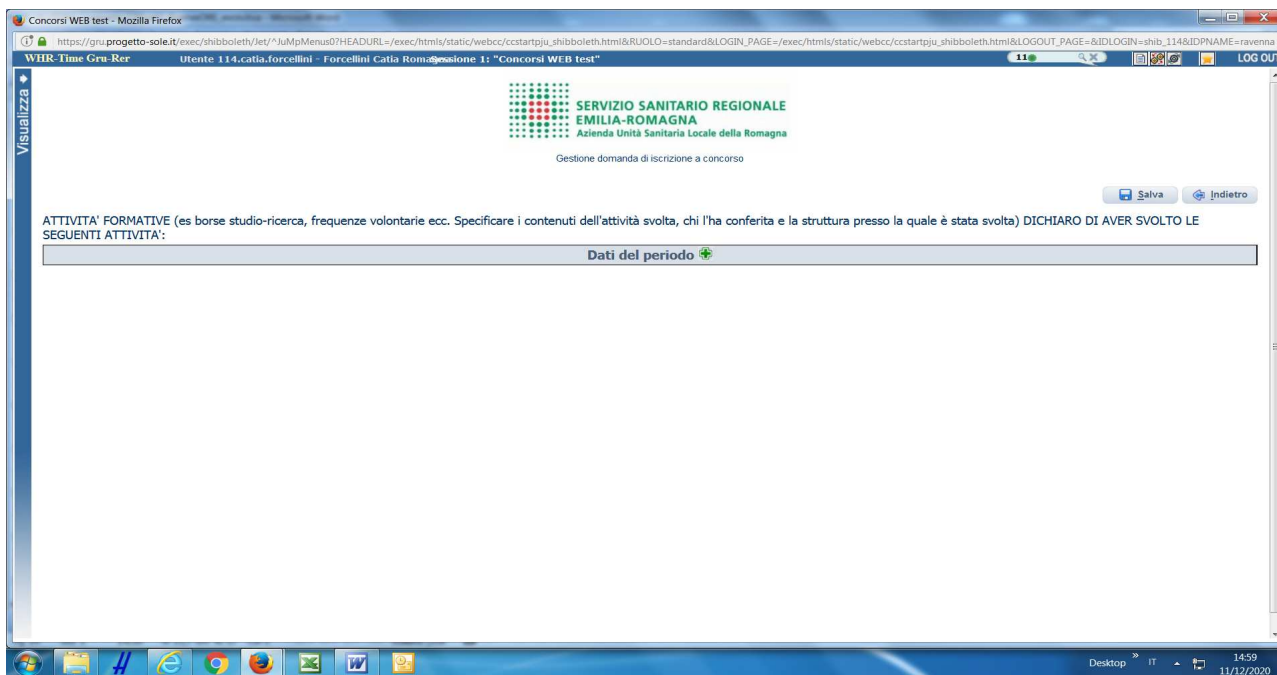 Concorsi WEB test - Mozilla Firefox
https://gru.progetto-sole.it/exec/shibboleth/Jet/^JuMpMenus0?HEADURL=/exec/htmls/static/webcc/ccstartpju_shibboleth.html&RUOLO=standard&LOGIN_PAGE=/exec/htmls/static/webcc/ccstartpju_shibboleth.html&LOGOUT_PAGE=&IDLOGIN=shib_114&IDPNAME=ravenna
WHR-Time Gru-Rer Utente 114.catia.forcellini - Forcellini Catia Romagna Sessione 1: "Concorsi WEB test" 11 LOG OUT
Visualizza
SERVIZIO SANITARIO REGIONALE
EMILIA-ROMAGNA
Azienda Unità Sanitaria Locale della Romagna
Gestione domanda di iscrizione a concorso
Salva Indietro
ATTIVITA' FORMATIVE (es borse studio-ricerca, frequenze volontarie ecc. Specificare i contenuti dell'attività svolta, chi l'ha conferita e la struttura presso la quale è stata svolta) DICHIARO DI AVER SVOLTO LE
SEGUENTI ATTIVITA':
Dati del periodo
Desktop » IT 14:59
11/12/2020